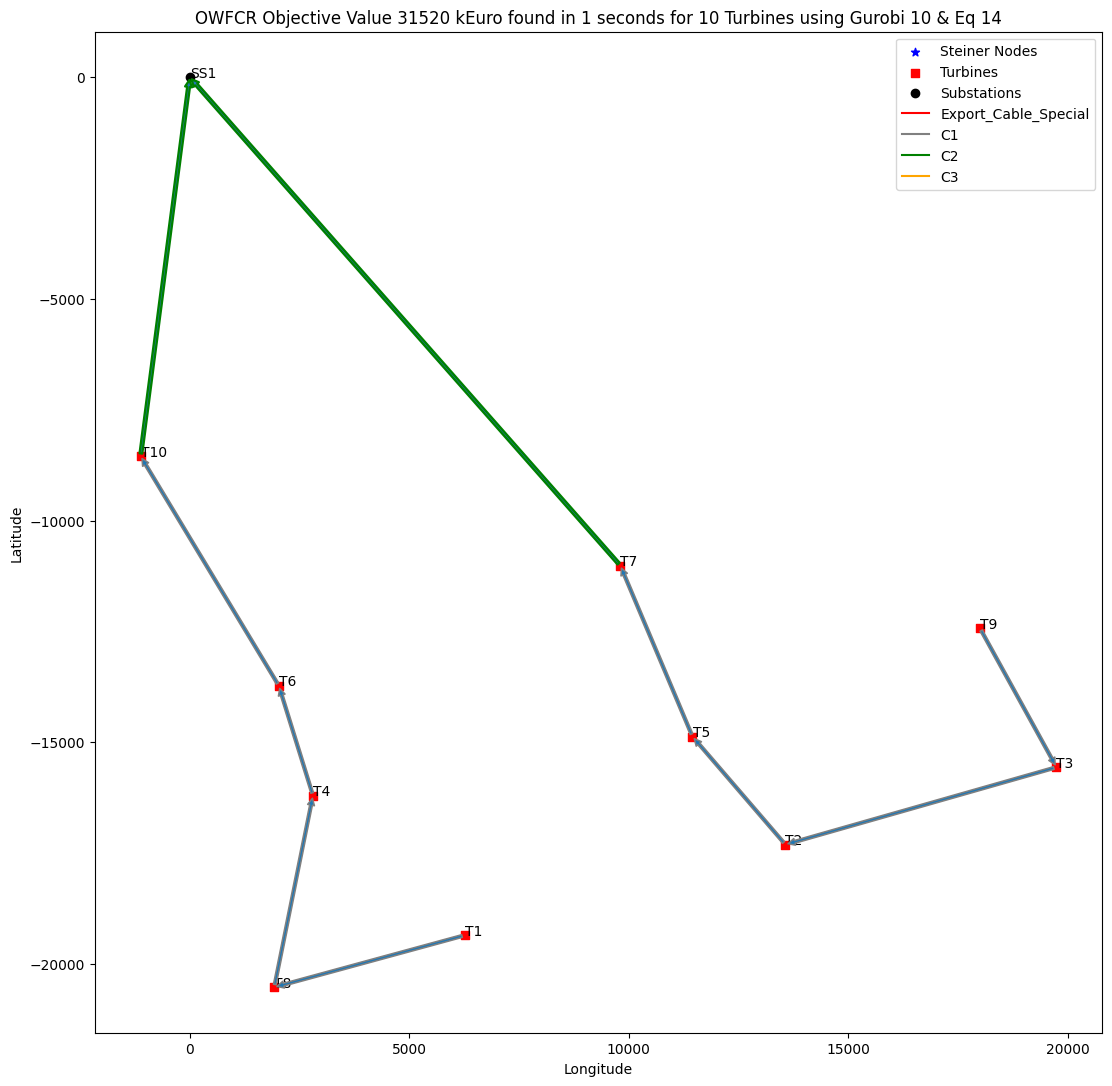 OWFCR Objective Value 31520 kEuro found in 1 seconds for 10 Turbines using Gurobi 10 & Eq 14
Steiner Nodes
Turbines
Substations
Export_Cable_Special
C1
C2
C3
SS1
T10
T7
T9
T6
T5
T3
T4
T2
T1
T8
0
−5000
−10000
−15000
−20000
Latitude
0
5000
10000
15000
20000
Longitude